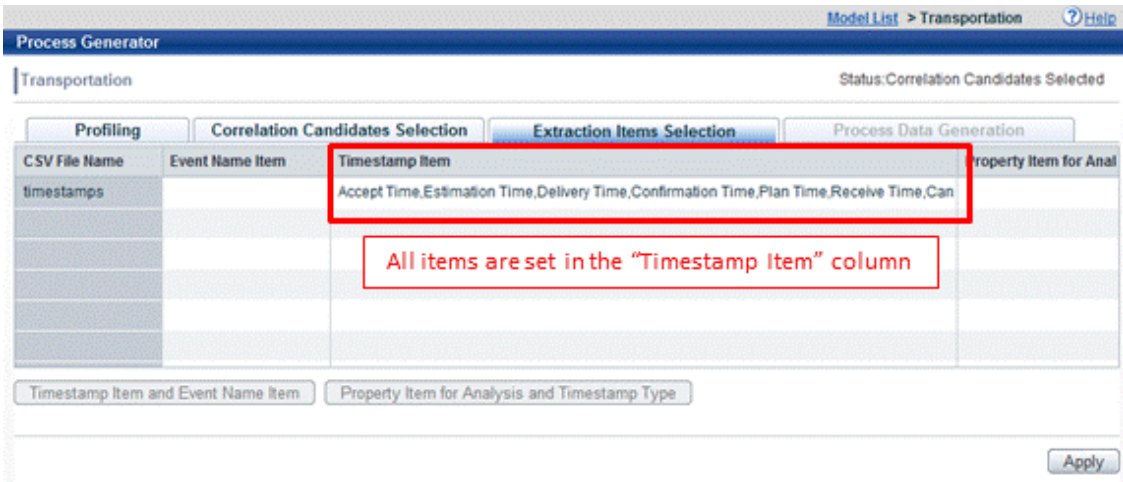 Model List > Transportation ? Help
Process Generator
Transportation Status:Correlation Candidates Selected
Profiling Correlation Candidates Selection Extraction Items Selection Process Data Generation
CSV File Name Event Name Item Timestamp Item Property Item for Anal
timestamps Accept Time,Estimation Time,Delivery Time,Confirmation Time,Plan Time,Receive Time,Can
All items are set in the “Timestamp Item” column
Timestamp Item and Event Name Item Property Item for Analysis and Timestamp Type
Apply